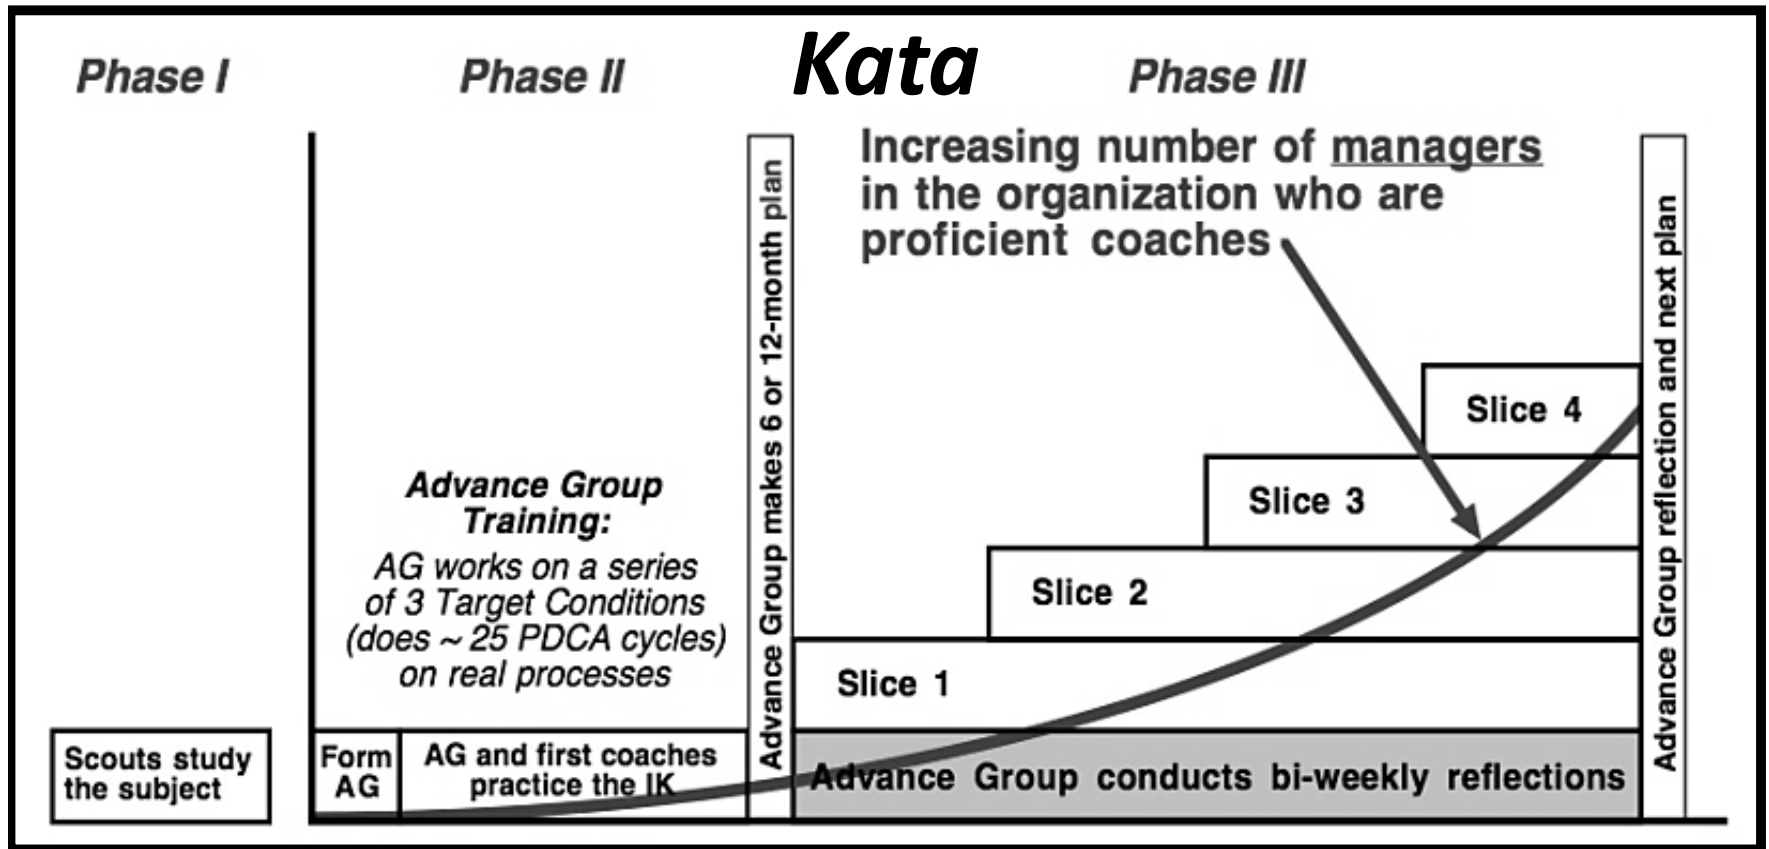 Kata
Phase I
Phase II
Phase III
Increasing number of managers
in the organization who are
proficient coaches
Advance Group makes 6 or 12-month plan
Advance Group reflection and next plan
Slice 4
Slice 3
Slice 2
Slice 1
Advance Group
Training:
AG works on a series
of 3 Target Conditions
(does ~ 25 PDCA cycles)
on real processes
Scouts study
the subject
Form
AG
AG and first coaches
practice the IK
Advance Group conducts bi-weekly reflections